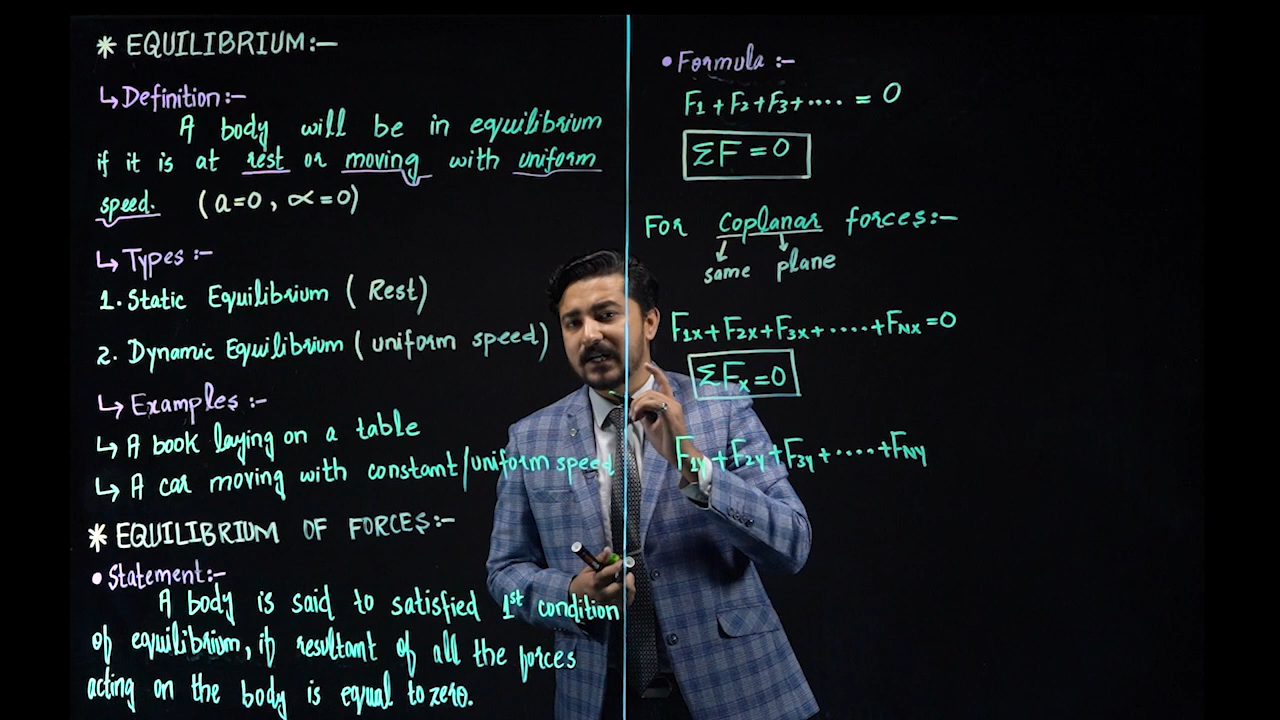 * EQUILIBRIUM:-
↳ Definition:-
A body will be in equilibrium
if it is at rest or moving with uniform
speed. (a=0, ∝=0)
↳ Types:-
1. Static Equilibrium (Rest)
2. Dynamic Equilibrium (uniform speed)
↳ Examples:-
↳ A book laying on a table
↳ A car moving with constant/uniform speed
* EQUILIBRIUM OF FORCES:-
• Statement:-
A body is said to satisfied 1st condition
of equilibrium, if resultant of all the forces
acting on the body is equal to zero.
• Formula:-
F1 + F2 + F3 + .... = 0
ΣF = 0
For Coplanar forces:-
same plane
F1x + F2x + F3x + ..... + FNx = 0
ΣFx = 0
F1y + F2y + F3y + ..... + FNy